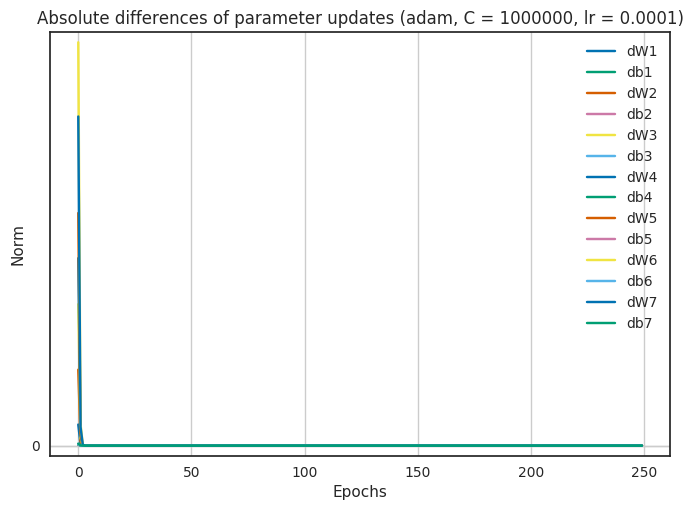 Absolute differences of parameter updates (adam, C = 1000000, lr = 0.0001)
Norm
0
dW1
db1
dW2
db2
dW3
db3
dW4
db4
dW5
db5
dW6
db6
dW7
db7
0 50 100 150 200 250
Epochs